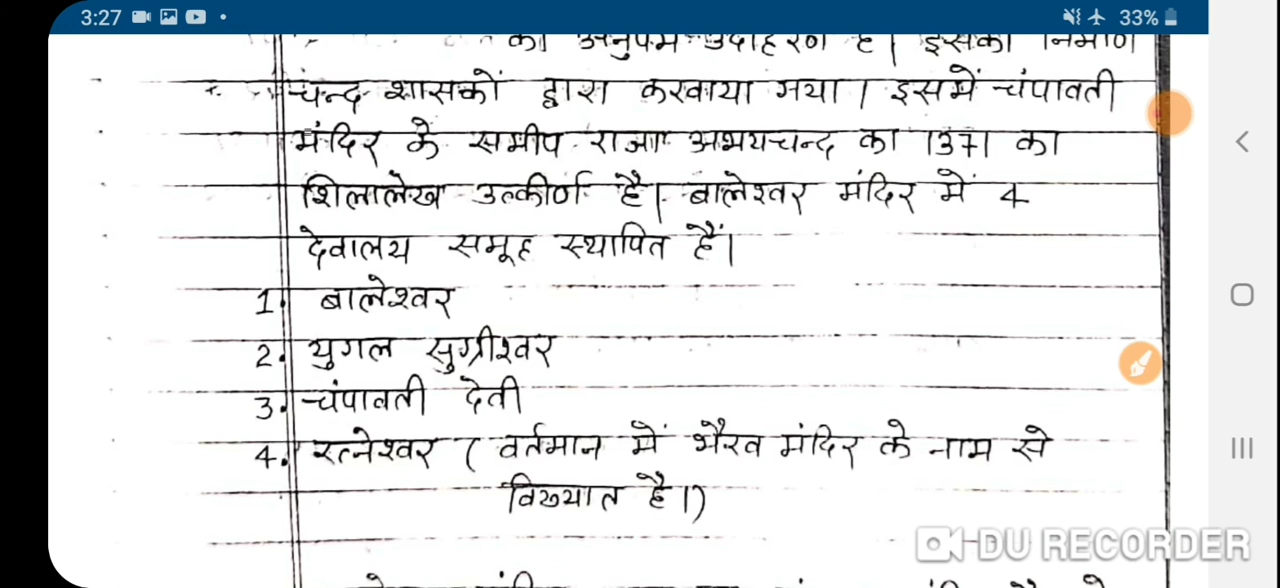 3:27
33%
का अनुपम उदाहरण है। इसका निर्माण
चन्द शासकों द्वारा करवाया गया। इसमें चंपावती
मंदिर के समीप राजा अभयचन्द का 1371 का
शिलालेख उत्कीर्ण है। बालेश्वर मंदिर में 4
देवालय समूह स्थापित हैं।
1. बालेश्वर
2. युगल सुग्रीश्वर
3. चंपावती देती
4. रत्नेश्वर ( वर्तमान में भैरव मंदिर के नाम से
विख्यात है।)
DU RECORDER